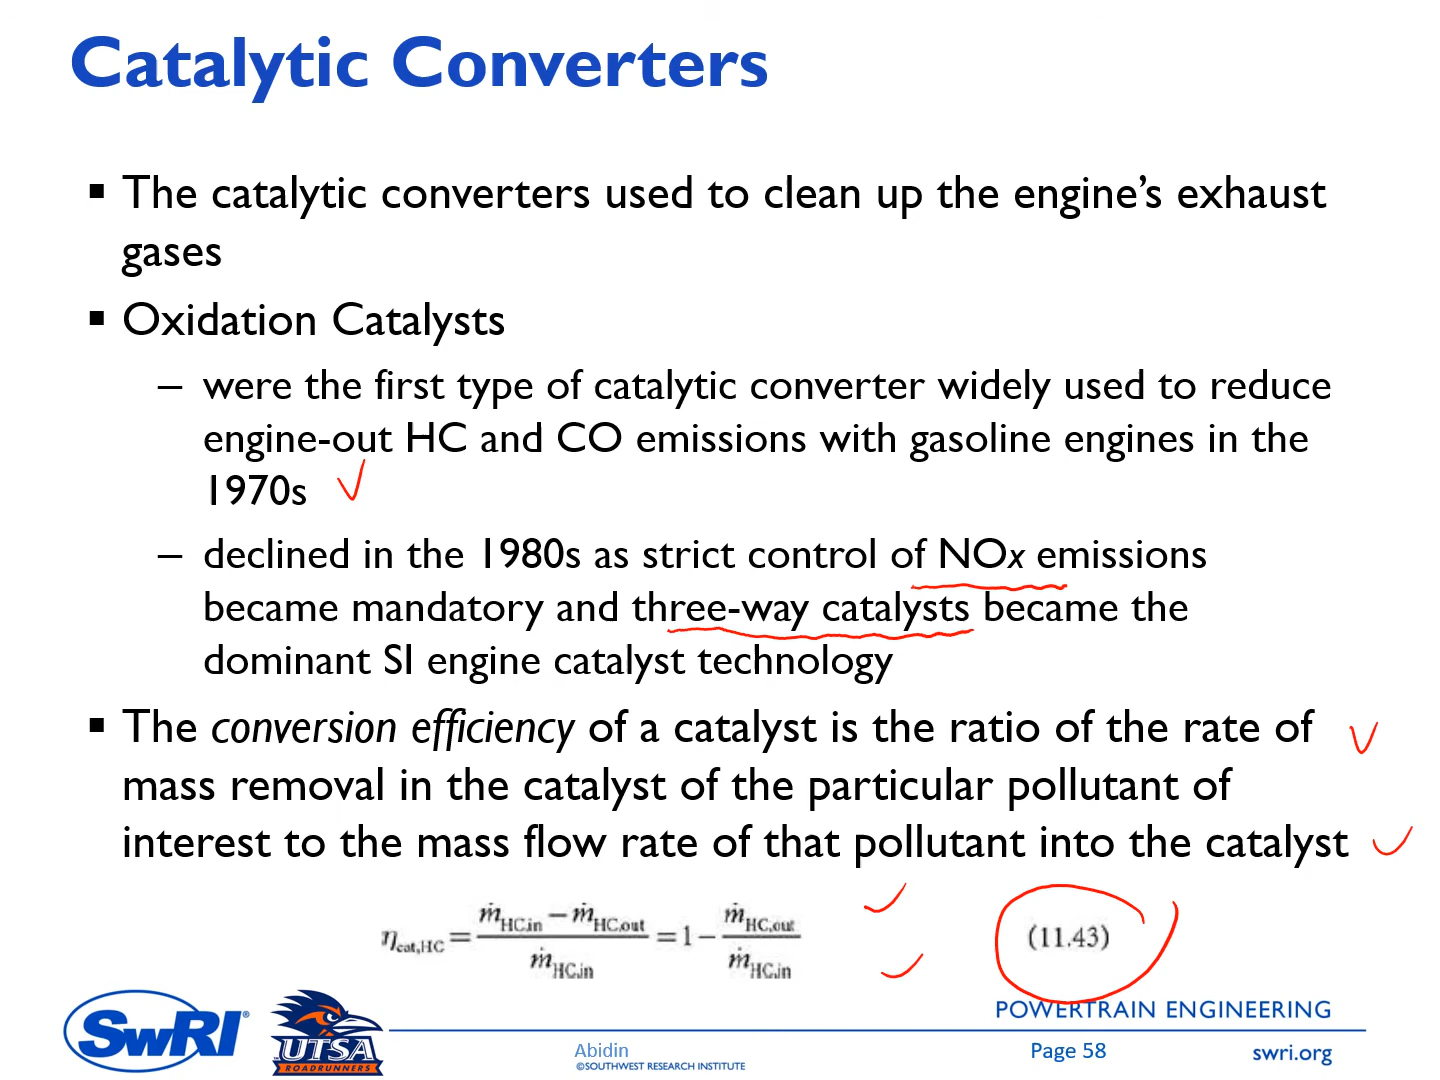 Catalytic Converters
▪ The catalytic converters used to clean up the engine’s exhaust
gases
▪ Oxidation Catalysts
– were the first type of catalytic converter widely used to reduce
engine-out HC and CO emissions with gasoline engines in the
1970s
– declined in the 1980s as strict control of NOx emissions
became mandatory and three-way catalysts became the
dominant SI engine catalyst technology
▪ The conversion efficiency of a catalyst is the ratio of the rate of
mass removal in the catalyst of the particular pollutant of
interest to the mass flow rate of that pollutant into the catalyst
η_cat,HC = (ṁ_HC,in − ṁ_HC,out) / ṁ_HC,in = 1 − ṁ_HC,out / ṁ_HC,in (11.43)
POWERTRAIN ENGINEERING
SwRI®
UTSA
ROADRUNNERS
Abidin
©SOUTHWEST RESEARCH INSTITUTE
Page 58
swri.org